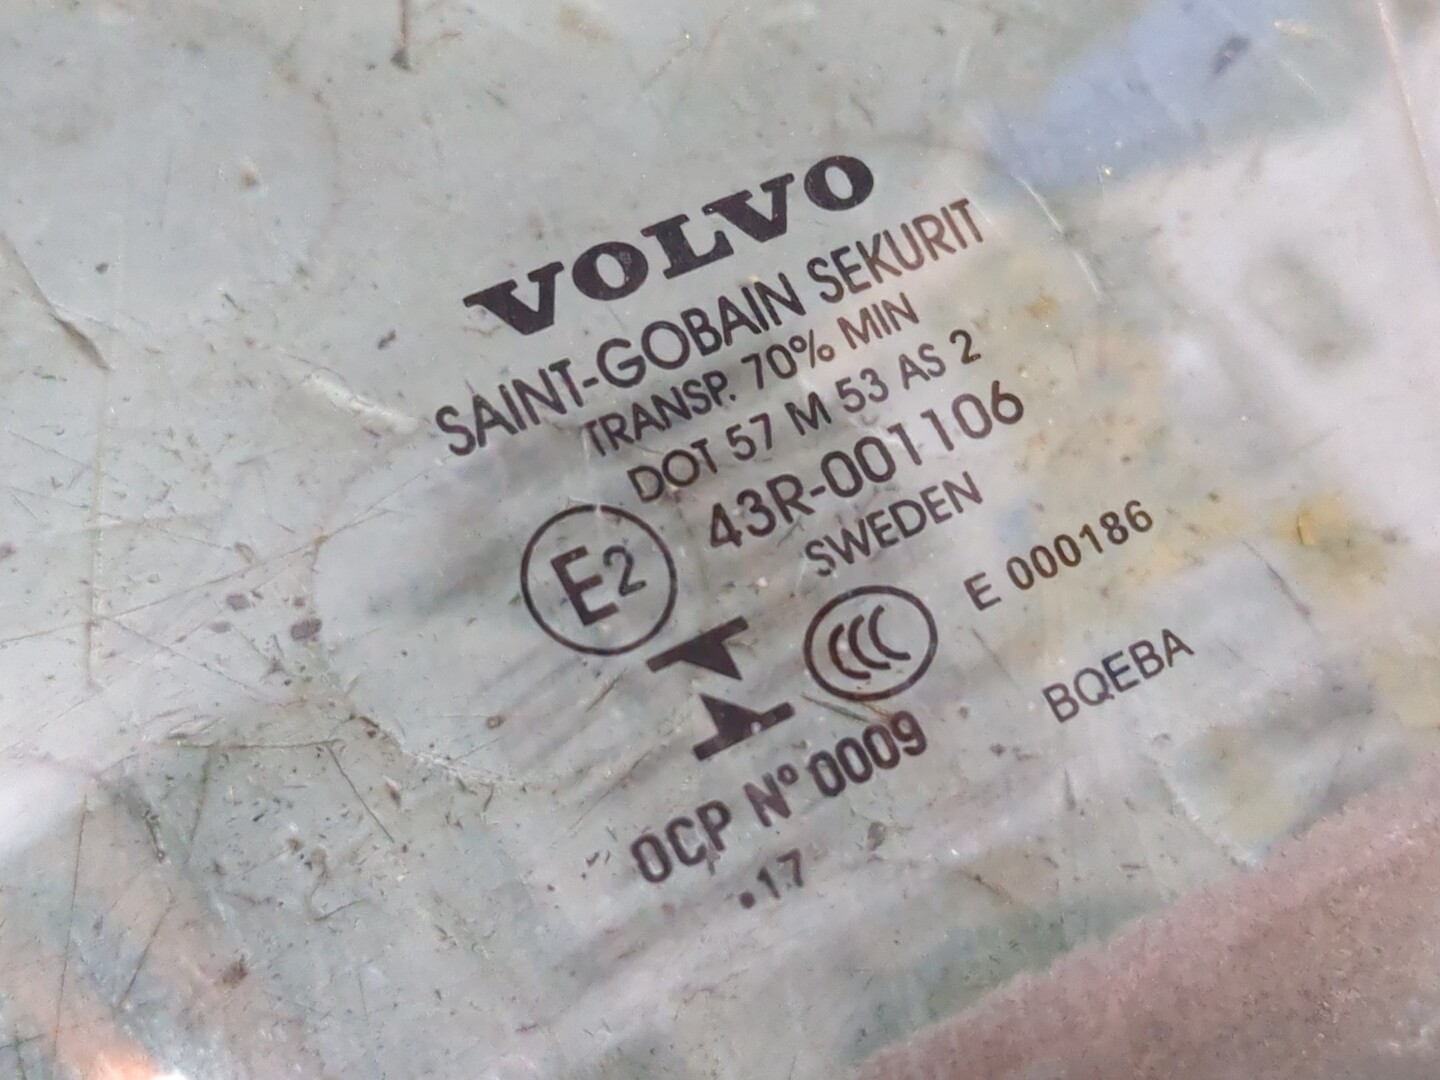 VOLVO
SAINT-GOBAIN SEKURIT
TRANSP. 70% MIN
DOT 57 M 53 AS 2
E2 43R-001106
SWEDEN
CCC E 000186
BQEBA
OCP N° 0009
.17